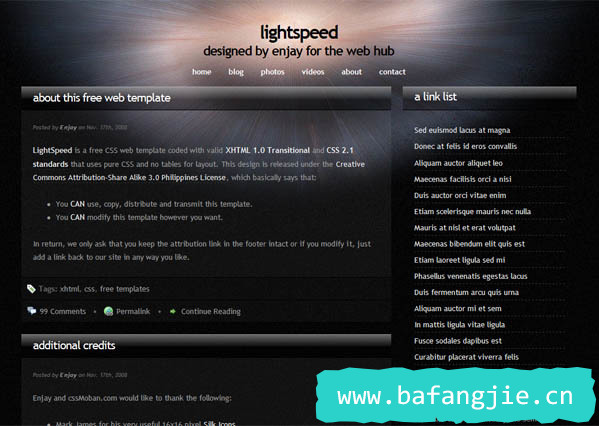 lightspeed
designed by enjay for the web hub
home blog photos videos about contact
about this free web template
Posted by Enjay on Nov. 17th, 2008
LightSpeed is a free CSS web template coded with valid XHTML 1.0 Transitional and CSS 2.1
standards that uses pure CSS and no tables for layout. This design is released under the Creative
Commons Attribution-Share Alike 3.0 Philippines License, which basically says that:
You CAN use, copy, distribute and transmit this template.
You CAN modify this template however you want.
In return, we only ask that you keep the attribution link in the footer intact or if you modify it, just
add a link back to our site in any way you like.
Tags: xhtml, css, free templates
99 Comments • Permalink • Continue Reading
additional credits
Posted by Enjay on Nov. 17th, 2008
Enjay and cssMoban.com would like to thank the following:
Mark James for his very useful 16x16 pixel Silk Icons
a link list
Sed euismod lacus at magna
Donec at felis id eros convallis
Aliquam auctor aliquet leo
Maecenas facilisis orci a nisi
Duis auctor orci vitae enim
Etiam scelerisque mauris nec nulla
Mauris at nisl et erat volutpat
Maecenas bibendum elit quis est
Etiam laoreet ligula sed mi
Phasellus venenatis egestas lacus
Duis fermentum arcu quis urna
Aliquam auctor mi et sem
In mattis ligula vitae ligula
Fusce sodales dapibus est
Curabitur placerat viverra felis
www.bafangjie.cn